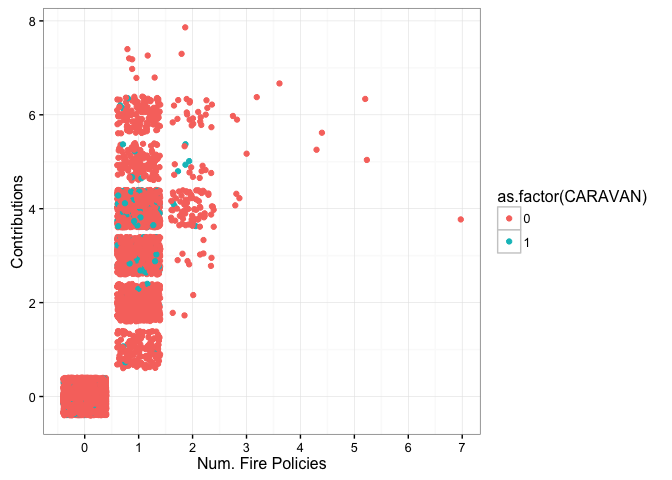 8
6
4
2
0
Contributions
0 1 2 3 4 5 6 7
Num. Fire Policies
as.factor(CARAVAN)
0
1